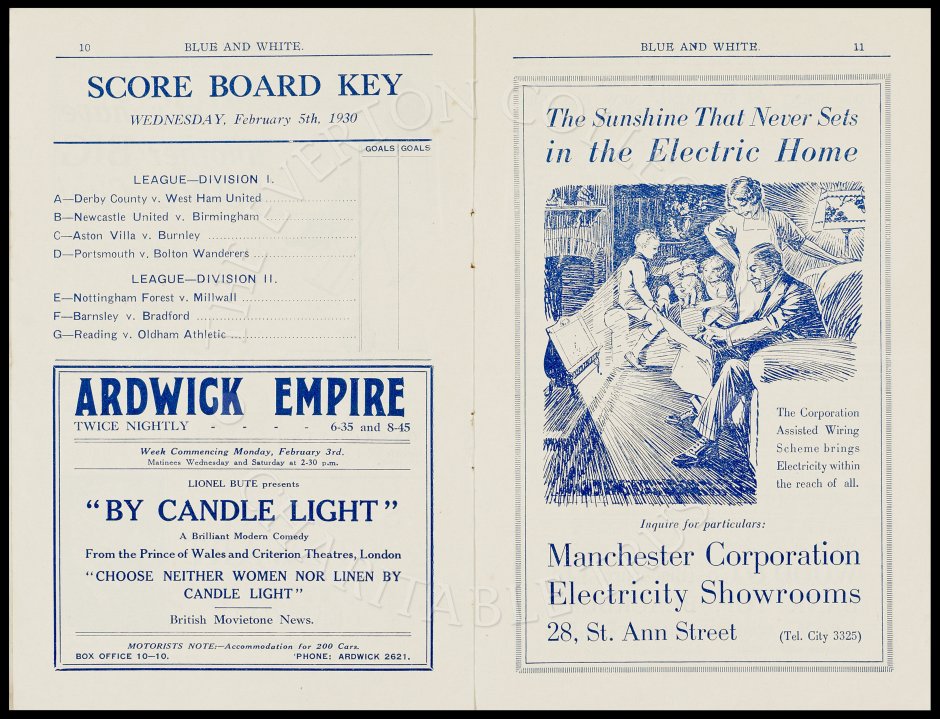 10
BLUE AND WHITE.
SCORE BOARD KEY
WEDNESDAY, February 5th, 1930
GOALS GOALS
LEAGUE—DIVISION I.
A—Derby County v. West Ham United
B—Newcastle United v. Birmingham
C—Aston Villa v. Burnley
D—Portsmouth v. Bolton Wanderers
LEAGUE—DIVISION II.
E—Nottingham Forest v. Millwall
F—Barnsley v. Bradford
G—Reading v. Oldham Athletic
ARDWICK EMPIRE
TWICE NIGHTLY - - - - 6-35 and 8-45
Week Commencing Monday, February 3rd.
Matinees Wednesday and Saturday at 2-30 p.m.
LIONEL BUTE presents
"BY CANDLE LIGHT"
A Brilliant Modern Comedy
From the Prince of Wales and Criterion Theatres, London
"CHOOSE NEITHER WOMEN NOR LINEN BY
CANDLE LIGHT"
British Movietone News.
MOTORISTS NOTE:—Accommodation for 200 Cars.
BOX OFFICE 10-10. 'PHONE: ARDWICK 2621.
BLUE AND WHITE.
11
The Sunshine That Never Sets
in the Electric Home
The Corporation
Assisted Wiring
Scheme brings
Electricity within
the reach of all.
Inquire for particulars:
Manchester Corporation
Electricity Showrooms
28, St. Ann Street (Tel. City 3325)